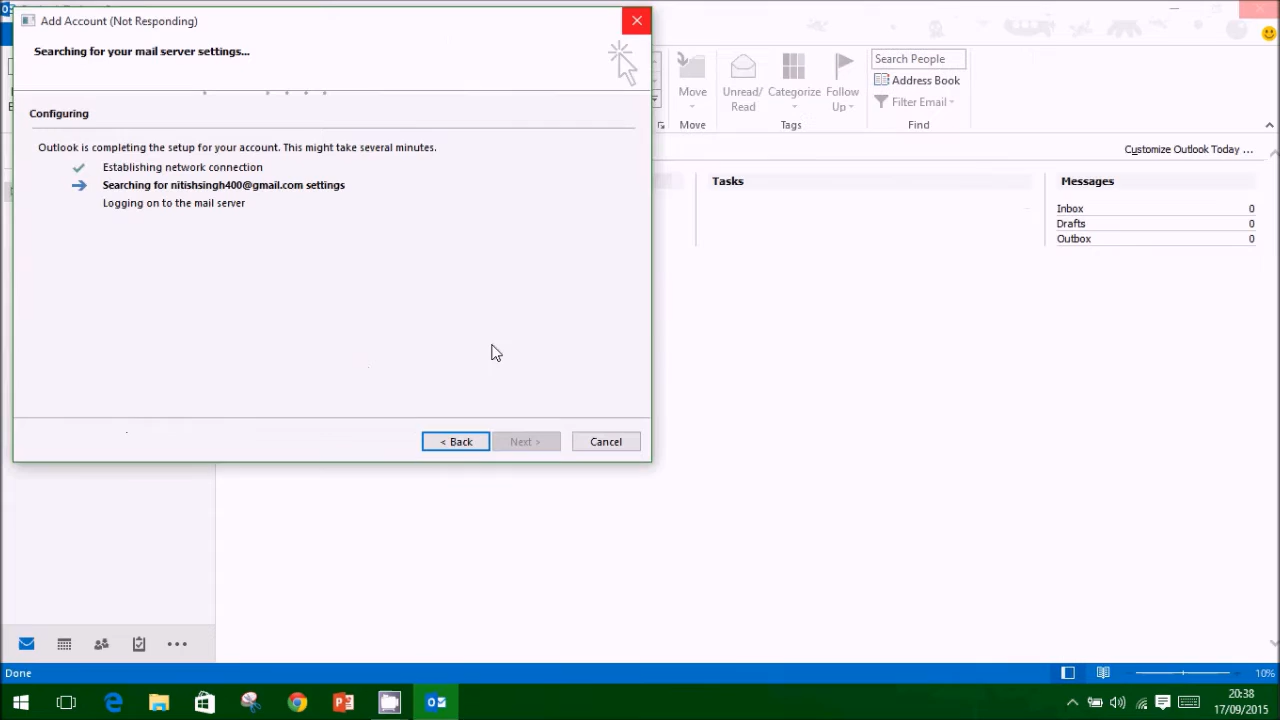 Add Account (Not Responding)
Searching for your mail server settings...
Configuring
Outlook is completing the setup for your account. This might take several minutes.
Establishing network connection
Searching for nitishsingh400@gmail.com settings
Logging on to the mail server
< Back
Next >
Cancel
Move
Unread/
Read
Categorize
Follow
Up
Search People
Address Book
Filter Email
Move
Tags
Find
Customize Outlook Today ...
Tasks
Messages
Inbox 0
Drafts 0
Outbox 0
Done
10%
20:38
17/09/2015